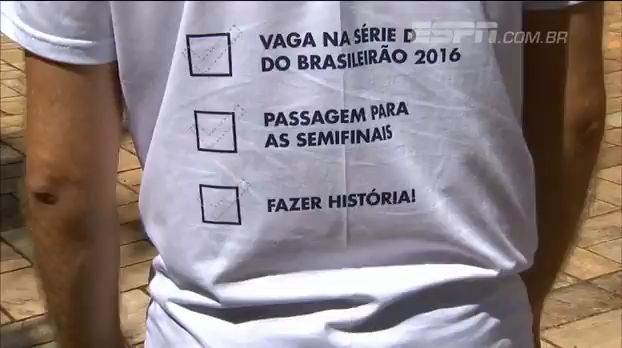 ESPN.COM.BR
VAGA NA SÉRIE D
DO BRASILEIRÃO 2016
PASSAGEM PARA
AS SEMIFINAIS
FAZER HISTÓRIA!